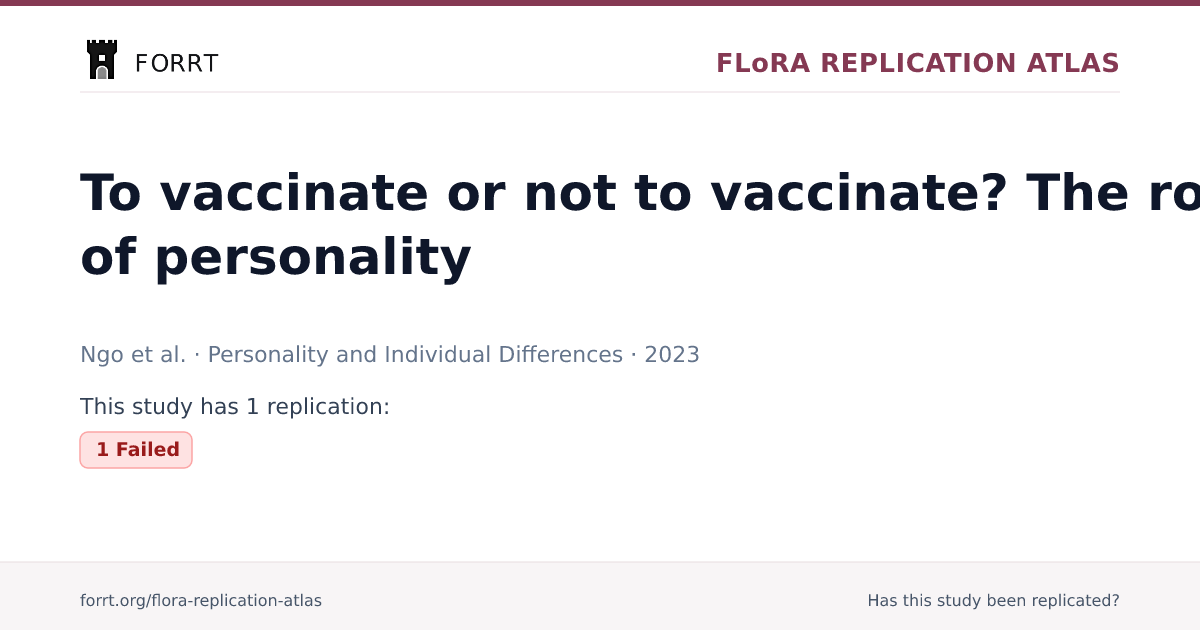 FORRT
FLoRA REPLICATION ATLAS
To vaccinate or not to vaccinate? The ro
of personality
Ngo et al. · Personality and Individual Differences · 2023
This study has 1 replication:
1 Failed
forrt.org/flora-replication-atlas
Has this study been replicated?